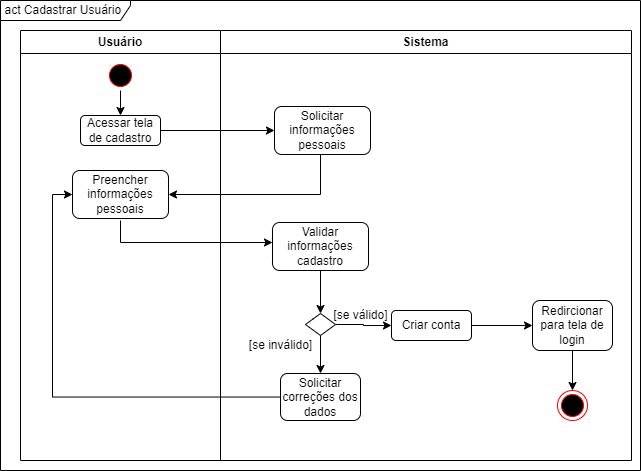 act Cadastrar Usuário
Usuário
Sistema
Acessar tela
de cadastro
Solicitar
informações
pessoais
Preencher
informações
pessoais
Validar
informações
cadastro
[se válido]
Criar conta
Redircionar
para tela de
login
[se inválido]
Solicitar
correções dos
dados